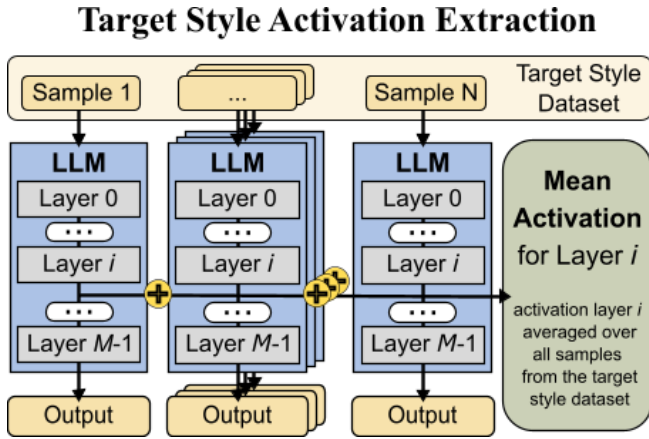 Target Style Activation Extraction
Sample 1
...
Sample N
Target Style
Dataset
LLM
Layer 0
...
Layer i
...
Layer M-1
Output
LLM
Layer 0
...
Layer i
...
Layer M-1
Output
LLM
Layer 0
...
Layer i
...
Layer M-1
Output
Mean
Activation
for Layer i
activation layer i
averaged over
all samples
from the target
style dataset